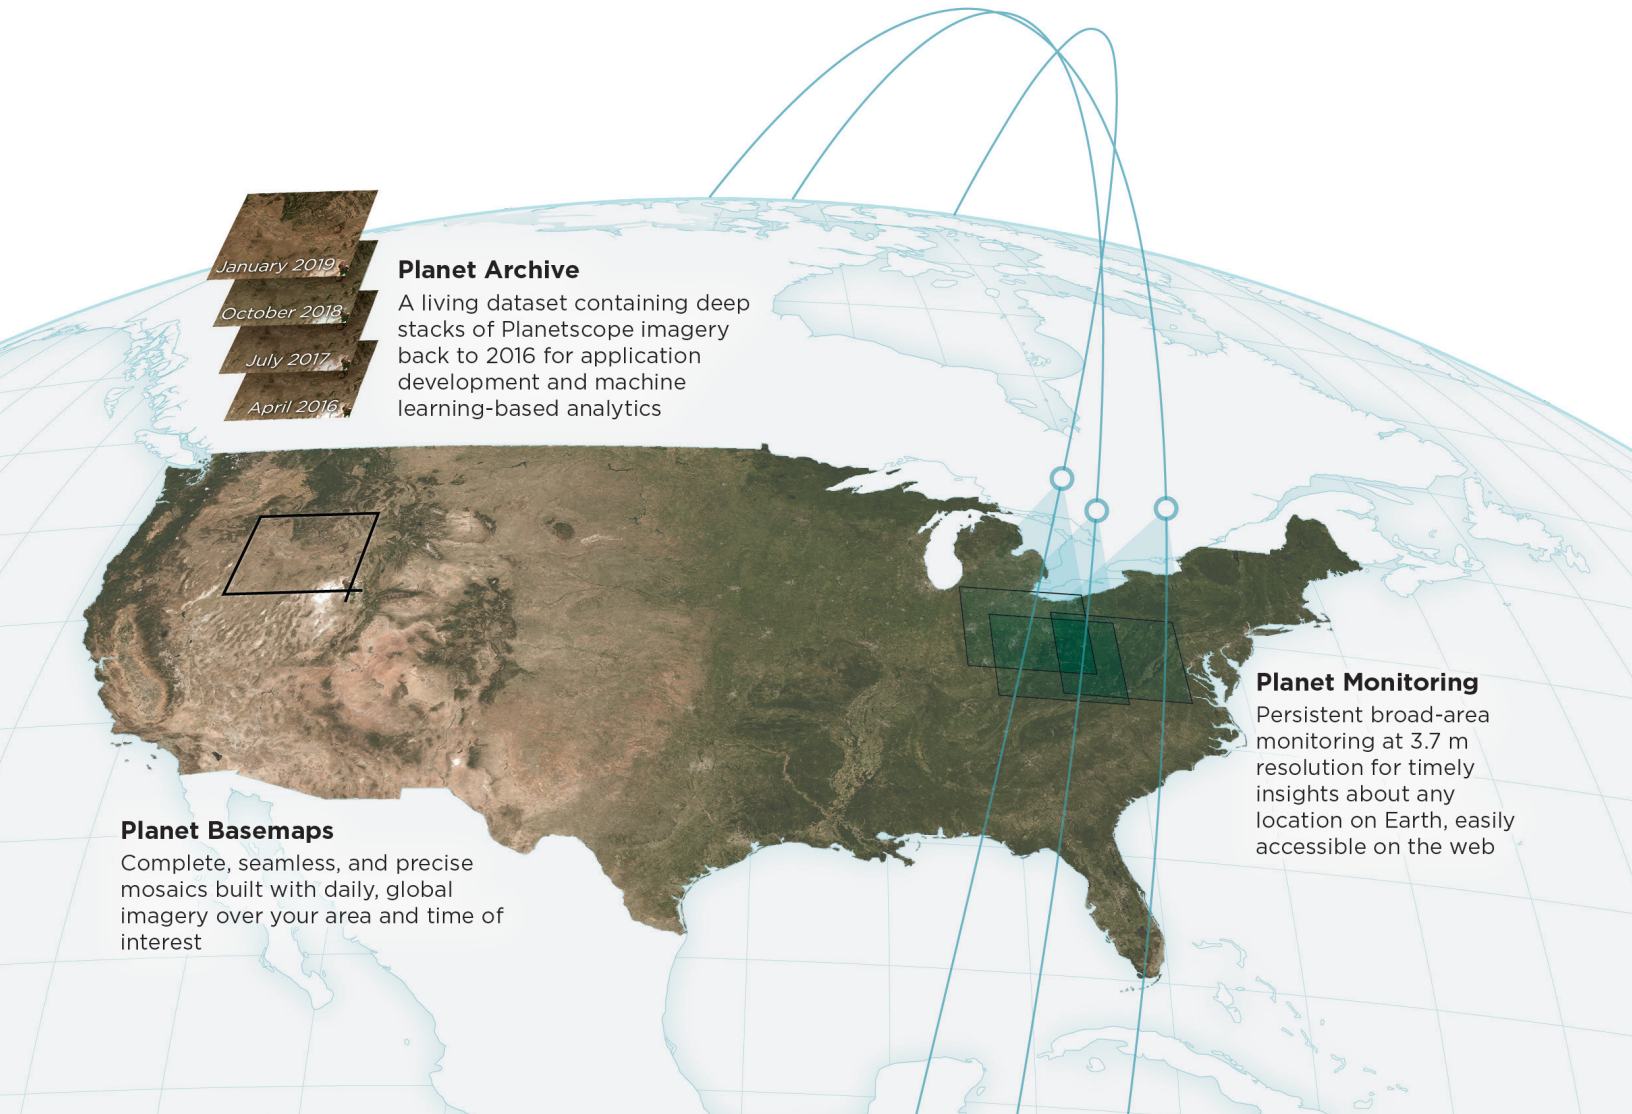 January 2019
October 2018
July 2017
April 2016
Planet Archive
A living dataset containing deep
stacks of Planetscope imagery
back to 2016 for application
development and machine
learning-based analytics
Planet Monitoring
Persistent broad-area
monitoring at 3.7 m
resolution for timely
insights about any
location on Earth, easily
accessible on the web
Planet Basemaps
Complete, seamless, and precise
mosaics built with daily, global
imagery over your area and time of
interest